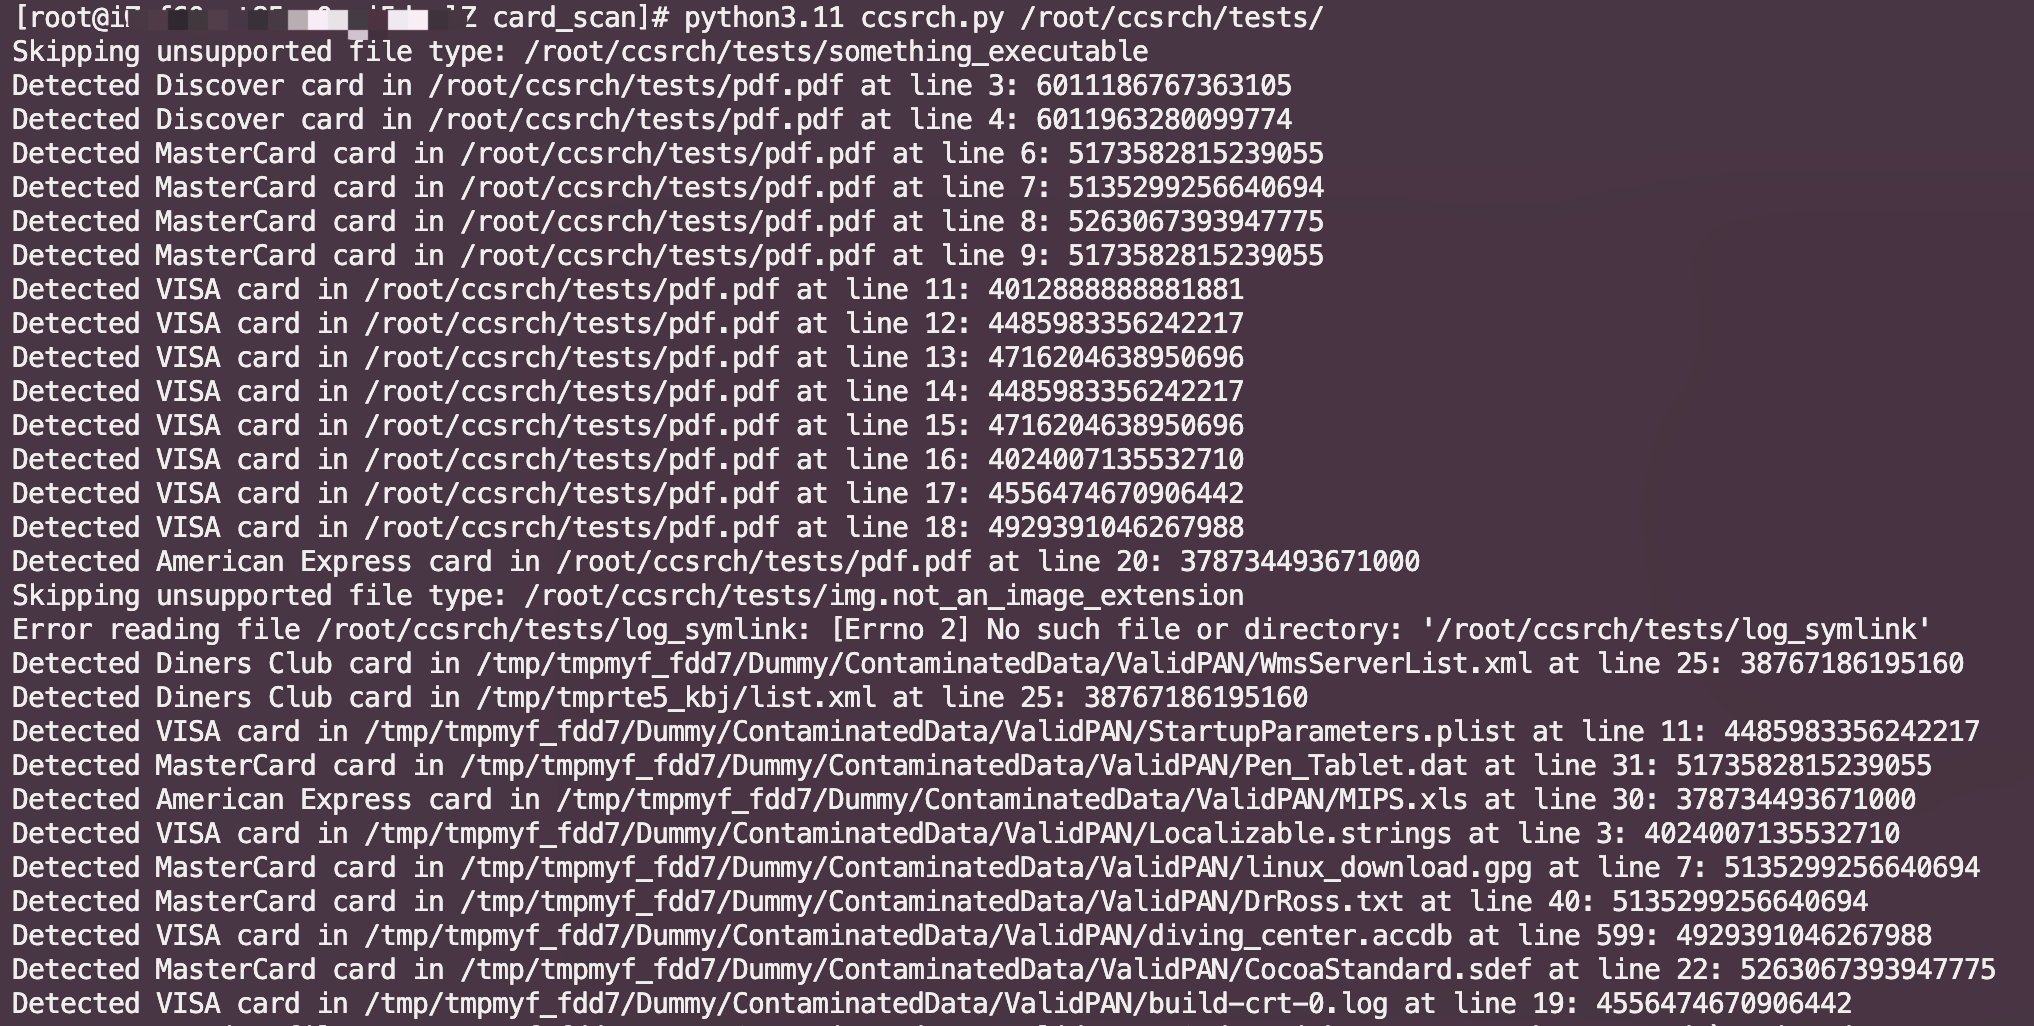 [root@i card_scan]# python3.11 ccsrch.py /root/ccsrch/tests/
Skipping unsupported file type: /root/ccsrch/tests/something_executable
Detected Discover card in /root/ccsrch/tests/pdf.pdf at line 3: 6011186767363105
Detected Discover card in /root/ccsrch/tests/pdf.pdf at line 4: 6011963280099774
Detected MasterCard card in /root/ccsrch/tests/pdf.pdf at line 6: 5173582815239055
Detected MasterCard card in /root/ccsrch/tests/pdf.pdf at line 7: 5135299256640694
Detected MasterCard card in /root/ccsrch/tests/pdf.pdf at line 8: 5263067393947775
Detected MasterCard card in /root/ccsrch/tests/pdf.pdf at line 9: 5173582815239055
Detected VISA card in /root/ccsrch/tests/pdf.pdf at line 11: 4012888888881881
Detected VISA card in /root/ccsrch/tests/pdf.pdf at line 12: 4485983356242217
Detected VISA card in /root/ccsrch/tests/pdf.pdf at line 13: 4716204638950696
Detected VISA card in /root/ccsrch/tests/pdf.pdf at line 14: 4485983356242217
Detected VISA card in /root/ccsrch/tests/pdf.pdf at line 15: 4716204638950696
Detected VISA card in /root/ccsrch/tests/pdf.pdf at line 16: 4024007135532710
Detected VISA card in /root/ccsrch/tests/pdf.pdf at line 17: 4556474670906442
Detected VISA card in /root/ccsrch/tests/pdf.pdf at line 18: 4929391046267988
Detected American Express card in /root/ccsrch/tests/pdf.pdf at line 20: 378734493671000
Skipping unsupported file type: /root/ccsrch/tests/img.not_an_image_extension
Error reading file /root/ccsrch/tests/log_symlink: [Errno 2] No such file or directory: '/root/ccsrch/tests/log_symlink'
Detected Diners Club card in /tmp/tmpmyf_fdd7/Dummy/ContaminatedData/ValidPAN/WmsServerList.xml at line 25: 38767186195160
Detected Diners Club card in /tmp/tmprte5_kbj/list.xml at line 25: 38767186195160
Detected VISA card in /tmp/tmpmyf_fdd7/Dummy/ContaminatedData/ValidPAN/StartupParameters.plist at line 11: 4485983356242217
Detected MasterCard card in /tmp/tmpmyf_fdd7/Dummy/ContaminatedData/ValidPAN/Pen_Tablet.dat at line 31: 5173582815239055
Detected American Express card in /tmp/tmpmyf_fdd7/Dummy/ContaminatedData/ValidPAN/MIPS.xls at line 30: 378734493671000
Detected VISA card in /tmp/tmpmyf_fdd7/Dummy/ContaminatedData/ValidPAN/Localizable.strings at line 3: 4024007135532710
Detected MasterCard card in /tmp/tmpmyf_fdd7/Dummy/ContaminatedData/ValidPAN/linux_download.gpg at line 7: 5135299256640694
Detected MasterCard card in /tmp/tmpmyf_fdd7/Dummy/ContaminatedData/ValidPAN/DrRoss.txt at line 40: 5135299256640694
Detected VISA card in /tmp/tmpmyf_fdd7/Dummy/ContaminatedData/ValidPAN/diving_center.accdb at line 599: 4929391046267988
Detected MasterCard card in /tmp/tmpmyf_fdd7/Dummy/ContaminatedData/ValidPAN/CocoaStandard.sdef at line 22: 5263067393947775
Detected VISA card in /tmp/tmpmyf_fdd7/Dummy/ContaminatedData/ValidPAN/build-crt-0.log at line 19: 4556474670906442